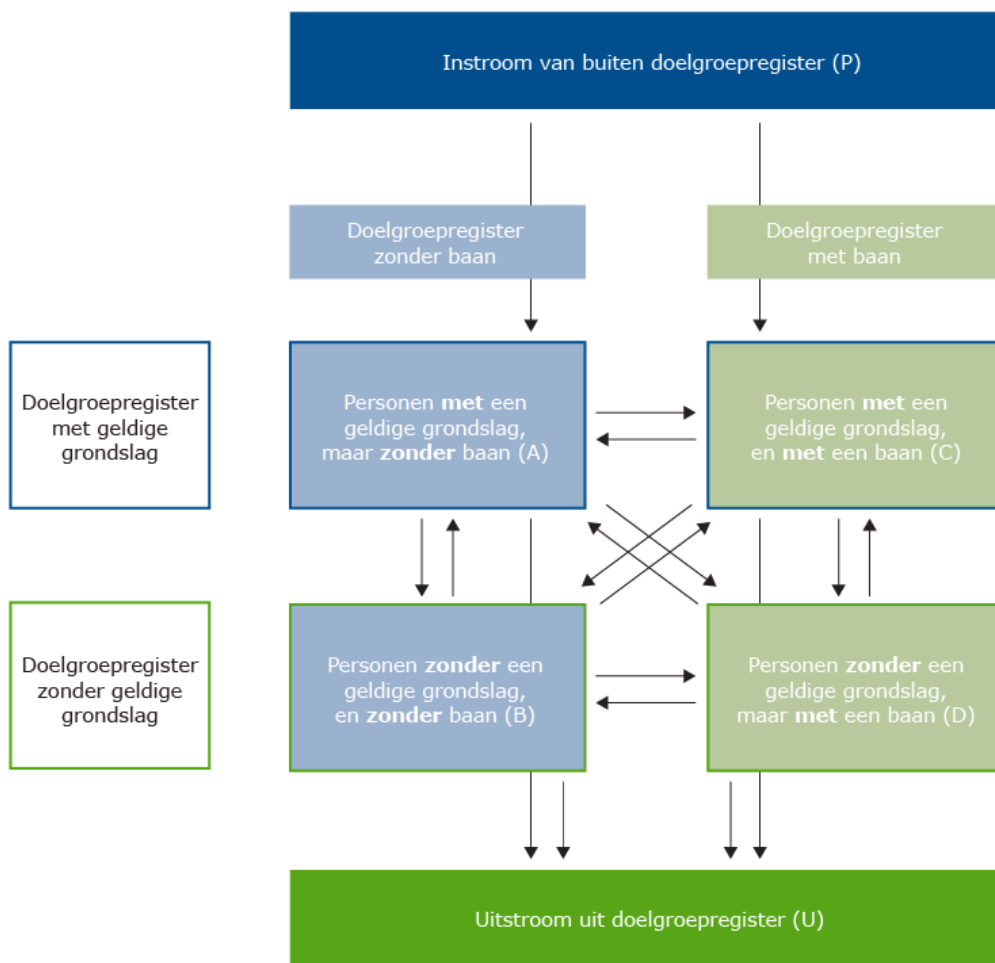 Instroom van buiten doelgroepregister (P)
Doelgroepregister
zonder baan
Doelgroepregister
met baan
Doelgroepregister
met geldige
grondslag
Personen met een
geldige grondslag,
maar zonder baan (A)
Personen met een
geldige grondslag,
en met een baan (C)
Doelgroepregister
zonder geldige
grondslag
Personen zonder een
geldige grondslag,
en zonder baan (B)
Personen zonder een
geldige grondslag,
maar met een baan (D)
Uitstroom uit doelgroepregister (U)